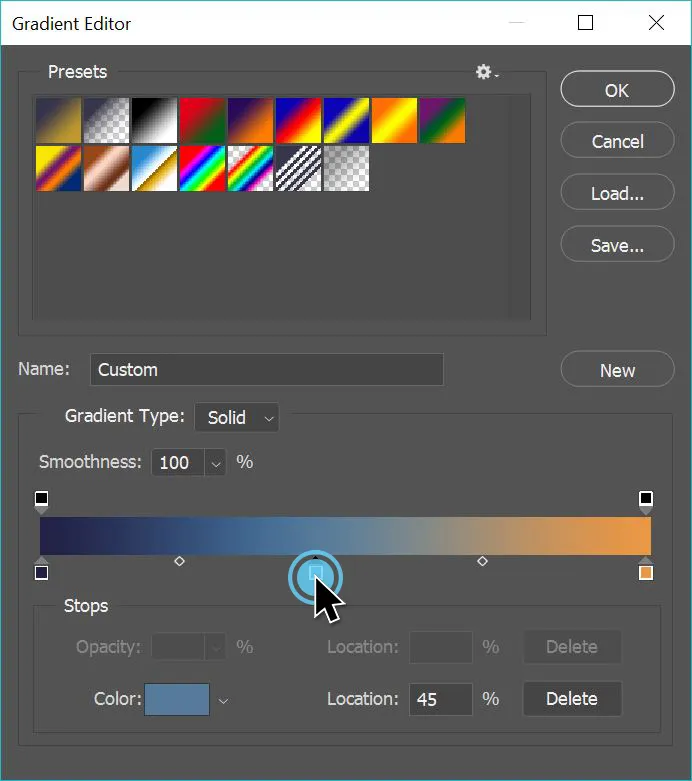 Gradient Editor
Presets
OK
Cancel
Load...
Save...
Name: Custom
New
Gradient Type: Solid
Smoothness: 100 %
Stops
Opacity: % Location: % Delete
Color: Location: 45 % Delete